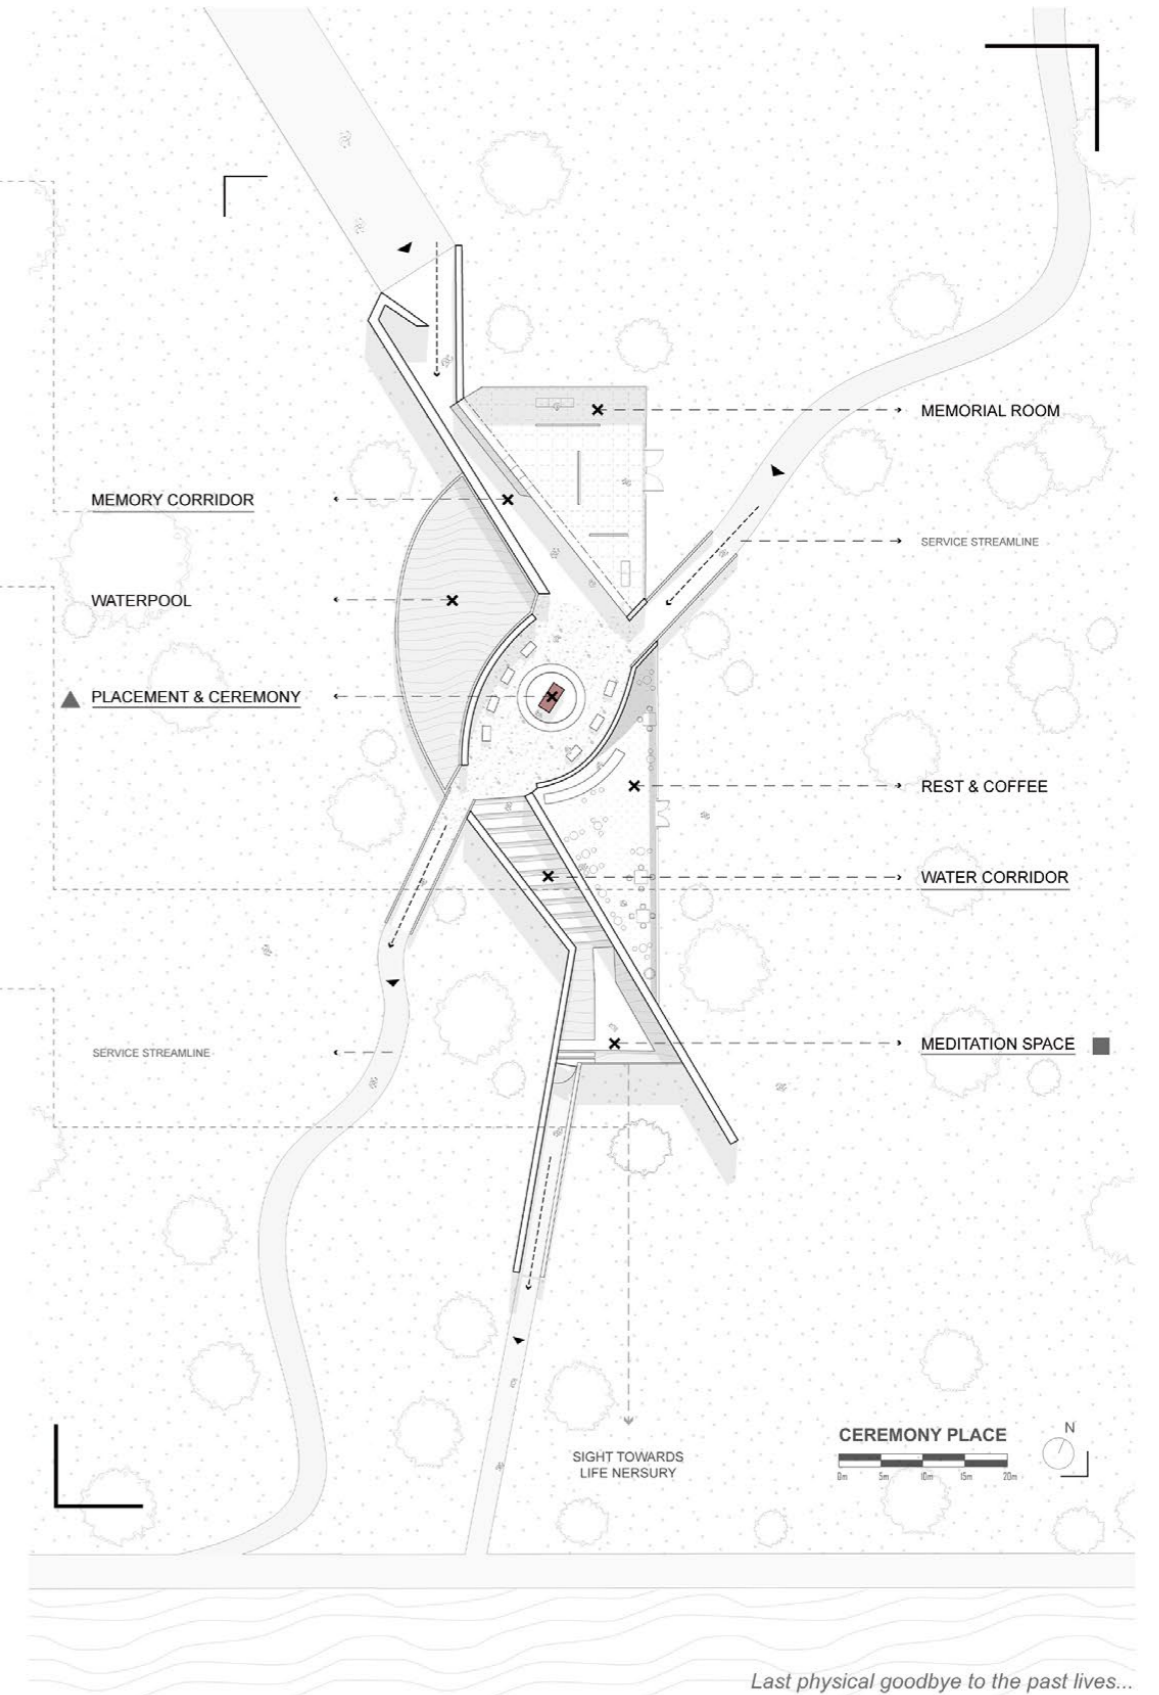 MEMORIAL ROOM
MEMORY CORRIDOR
SERVICE STREAMLINE
WATERPOOL
PLACEMENT & CEREMONY
REST & COFFEE
WATER CORRIDOR
MEDITATION SPACE
SERVICE STREAMLINE
SIGHT TOWARDS
LIFE NERSURY
CEREMONY PLACE
N
0m 5m 10m 15m 20m
Last physical goodbye to the past lives...